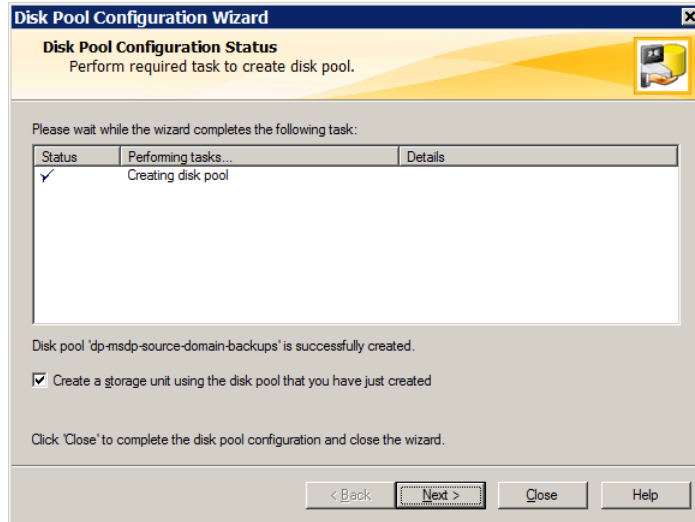 Disk Pool Configuration Wizard
Disk Pool Configuration Status
Perform required task to create disk pool.
Please wait while the wizard completes the following task:
Status Performing tasks... Details
Creating disk pool
Disk pool 'dp-msdp-source-domain-backups' is successfully created.
Create a storage unit using the disk pool that you have just created
Click 'Close' to complete the disk pool configuration and close the wizard.
< Back Next > Close Help